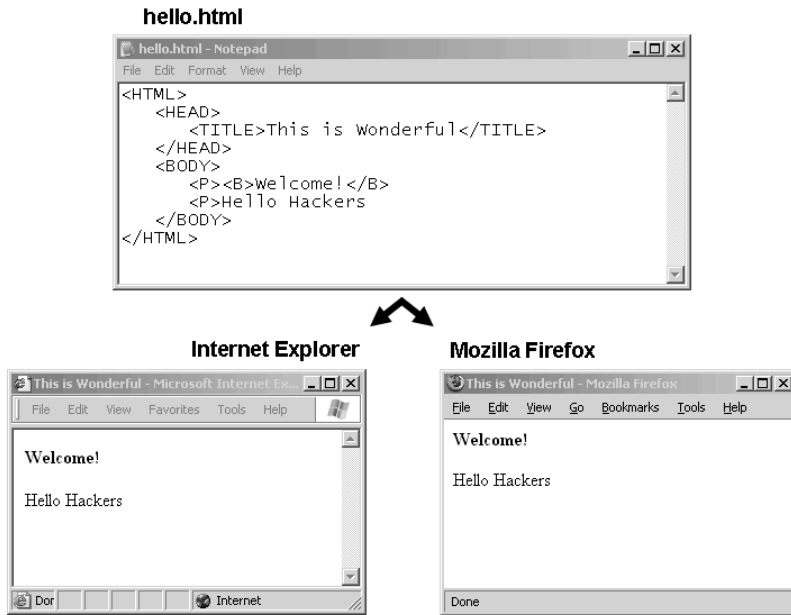 hello.html
hello.html - Notepad
File Edit Format View Help
<HTML>
<HEAD>
<TITLE>This is Wonderful</TITLE>
</HEAD>
<BODY>
<P><B>Welcome!</B>
<P>Hello Hackers
</BODY>
</HTML>
Internet Explorer
This is Wonderful - Microsoft Internet Ex...
File Edit View Favorites Tools Help
Welcome!
Hello Hackers
Dor
Internet
Mozilla Firefox
This is Wonderful - Mozilla Firefox
File Edit View Go Bookmarks Tools Help
Welcome!
Hello Hackers
Done